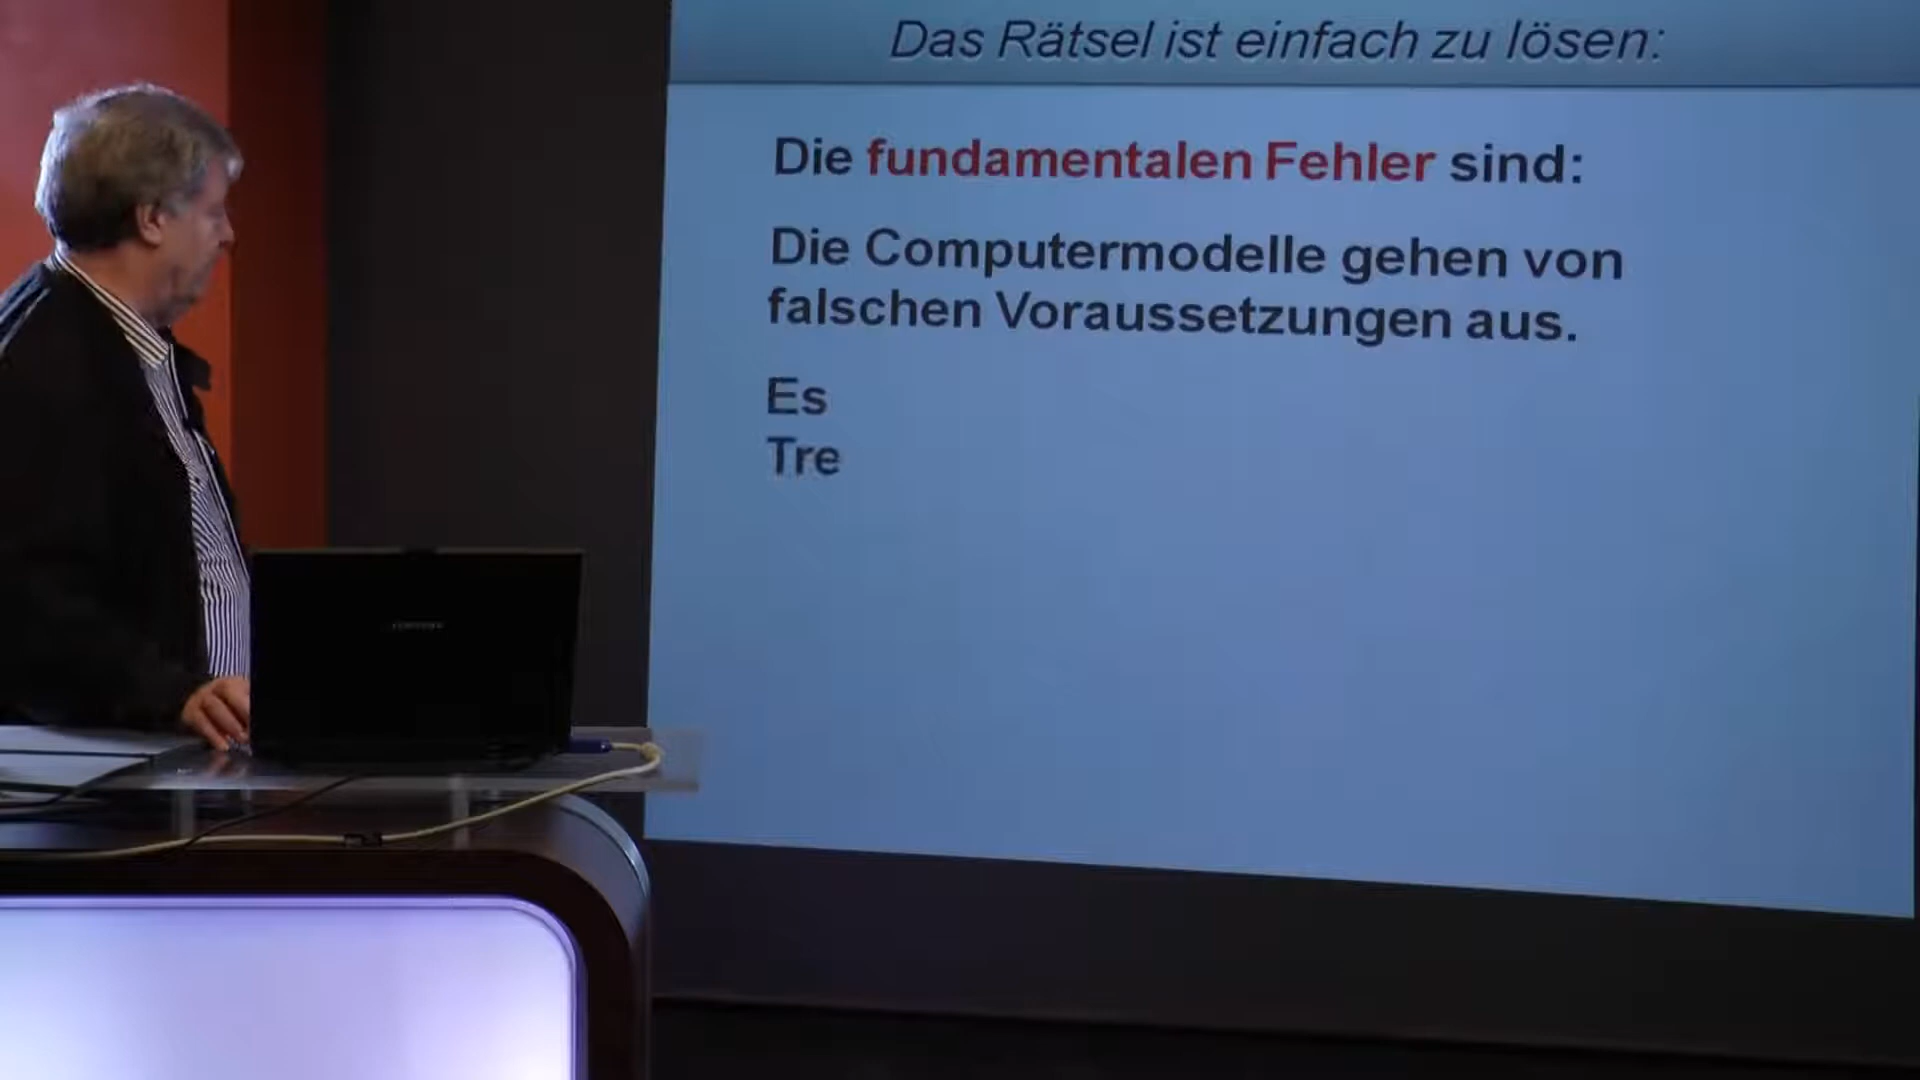 Das Rätsel ist einfach zu lösen:
Die fundamentalen Fehler sind:
Die Computermodelle gehen von
falschen Voraussetzungen aus.
Es
Tre